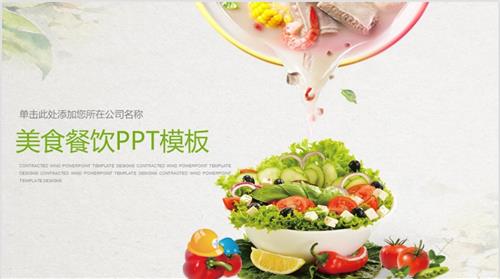 单击此处添加您所在公司名称
美食餐饮PPT模板
CONTRACTED WIND POWERPOINT TEMPLATE DESIGNS CONTRACTED WIND POWERPOINT TEMPLATE
DESIGNS CONTRACTED WIND POWERPOINT TEMPLATE DESIGNS CONTRACTED WIND POWERPOINT
TEMPLATE DESIGNS